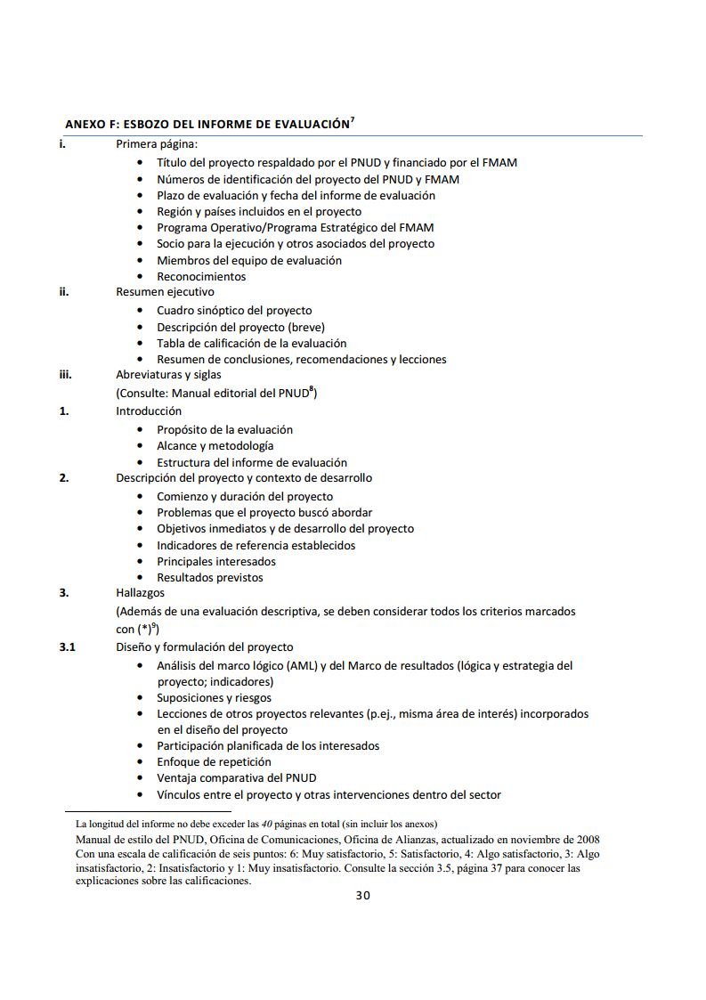 ANEXO F: ESBOZO DEL INFORME DE EVALUACIÓN7
i. Primera página:
• Título del proyecto respaldado por el PNUD y financiado por el FMAM
• Números de identificación del proyecto del PNUD y FMAM
• Plazo de evaluación y fecha del informe de evaluación
• Región y países incluidos en el proyecto
• Programa Operativo/Programa Estratégico del FMAM
• Socio para la ejecución y otros asociados del proyecto
• Miembros del equipo de evaluación
• Reconocimientos
ii. Resumen ejecutivo
• Cuadro sinóptico del proyecto
• Descripción del proyecto (breve)
• Tabla de calificación de la evaluación
• Resumen de conclusiones, recomendaciones y lecciones
iii. Abreviaturas y siglas
(Consulte: Manual editorial del PNUD8)
1. Introducción
• Propósito de la evaluación
• Alcance y metodología
• Estructura del informe de evaluación
2. Descripción del proyecto y contexto de desarrollo
• Comienzo y duración del proyecto
• Problemas que el proyecto buscó abordar
• Objetivos inmediatos y de desarrollo del proyecto
• Indicadores de referencia establecidos
• Principales interesados
• Resultados previstos
3. Hallazgos
(Además de una evaluación descriptiva, se deben considerar todos los criterios marcados
con (*)9)
3.1 Diseño y formulación del proyecto
• Análisis del marco lógico (AML) y del Marco de resultados (lógica y estrategia del
proyecto; indicadores)
• Suposiciones y riesgos
• Lecciones de otros proyectos relevantes (p.ej., misma área de interés) incorporados
en el diseño del proyecto
• Participación planificada de los interesados
• Enfoque de repetición
• Ventaja comparativa del PNUD
• Vínculos entre el proyecto y otras intervenciones dentro del sector
La longitud del informe no debe exceder las 40 páginas en total (sin incluir los anexos)
Manual de estilo del PNUD, Oficina de Comunicaciones, Oficina de Alianzas, actualizado en noviembre de 2008
Con una escala de calificación de seis puntos: 6: Muy satisfactorio, 5: Satisfactorio, 4: Algo satisfactorio, 3: Algo
insatisfactorio, 2: Insatisfactorio y 1: Muy insatisfactorio. Consulte la sección 3.5, página 37 para conocer las
explicaciones sobre las calificaciones.
30